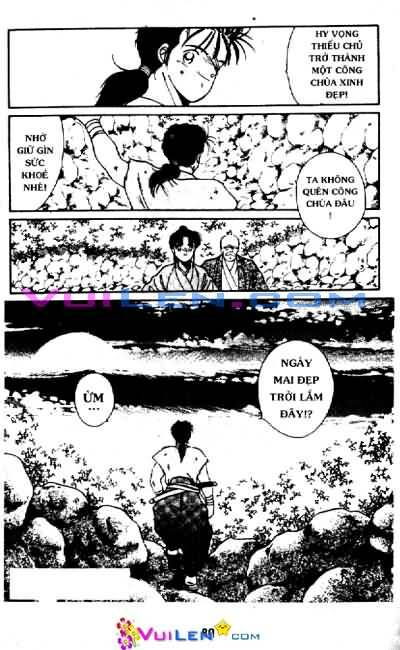 HY VỌNG
THIẾU CHỦ
TRỞ THÀNH
MỘT CÔNG
CHÚA XINH
ĐẸP!
NHỚ
GIỮ GÌN
SỨC
KHOẺ
NHÉ!
TA KHÔNG
QUÊN CÔNG
CHÚA ĐÂU
!
VUILEN.COM
NGÀY
MAI ĐẸP
TRỜI LẮM
ĐÂY!?
ỪM
...
80
VUILEN.COM